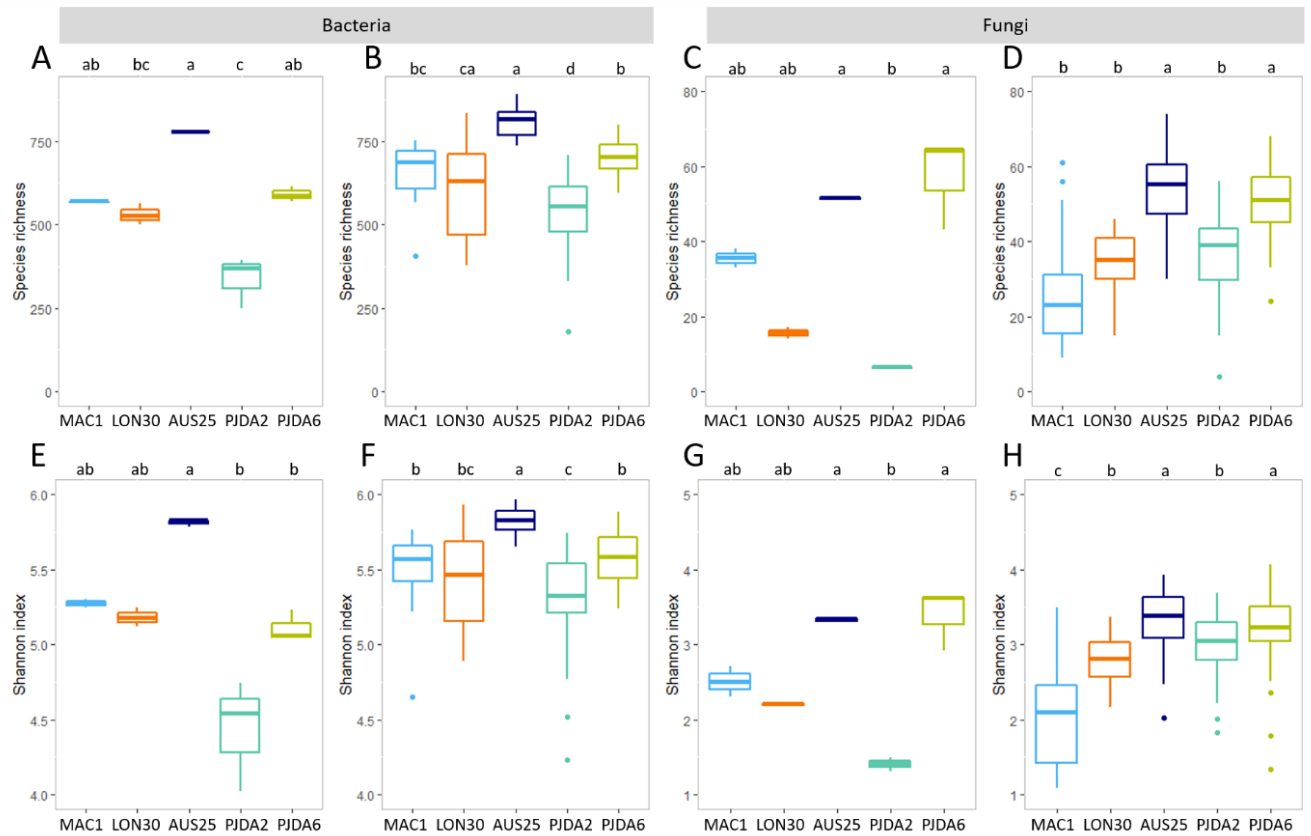 Bacteria Fungi
A ab bc a c ab B bc ca a d b C ab ab a b a D b b a b a
Species richness 750 500 250 0
Species richness 750 500 250 0
Species richness 80 60 40 20 0
Species richness 80 60 40 20 0
MAC1 LON30 AUS25 PJDA2 PJDA6 MAC1 LON30 AUS25 PJDA2 PJDA6 MAC1 LON30 AUS25 PJDA2 PJDA6 MAC1 LON30 AUS25 PJDA2 PJDA6
E ab ab a b b F b bc a c b G ab ab a b a H c b a b a
Shannon index 6.0 5.5 5.0 4.5 4.0
Shannon index 6.0 5.5 5.0 4.5 4.0
Shannon index 5 4 3 2 1
Shannon index 5 4 3 2 1
MAC1 LON30 AUS25 PJDA2 PJDA6 MAC1 LON30 AUS25 PJDA2 PJDA6 MAC1 LON30 AUS25 PJDA2 PJDA6 MAC1 LON30 AUS25 PJDA2 PJDA6